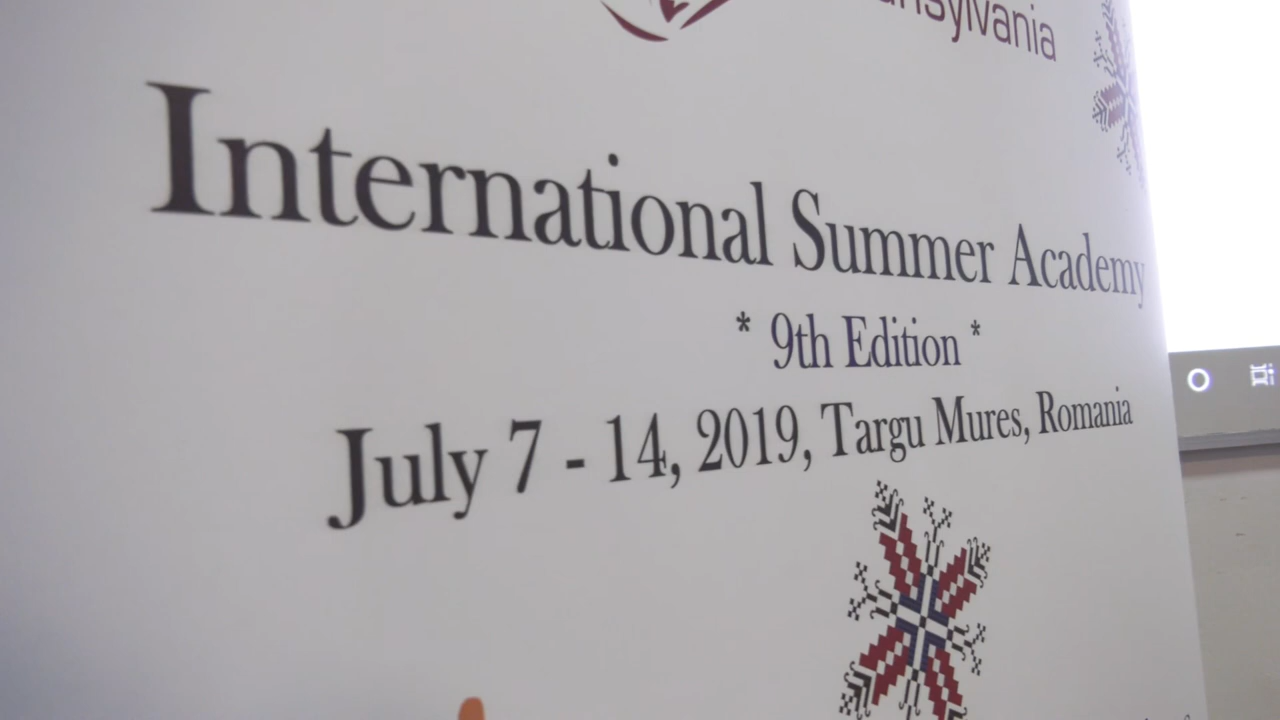 International Summer Academy
* 9th Edition *
July 7 - 14, 2019, Targu Mures, Romania